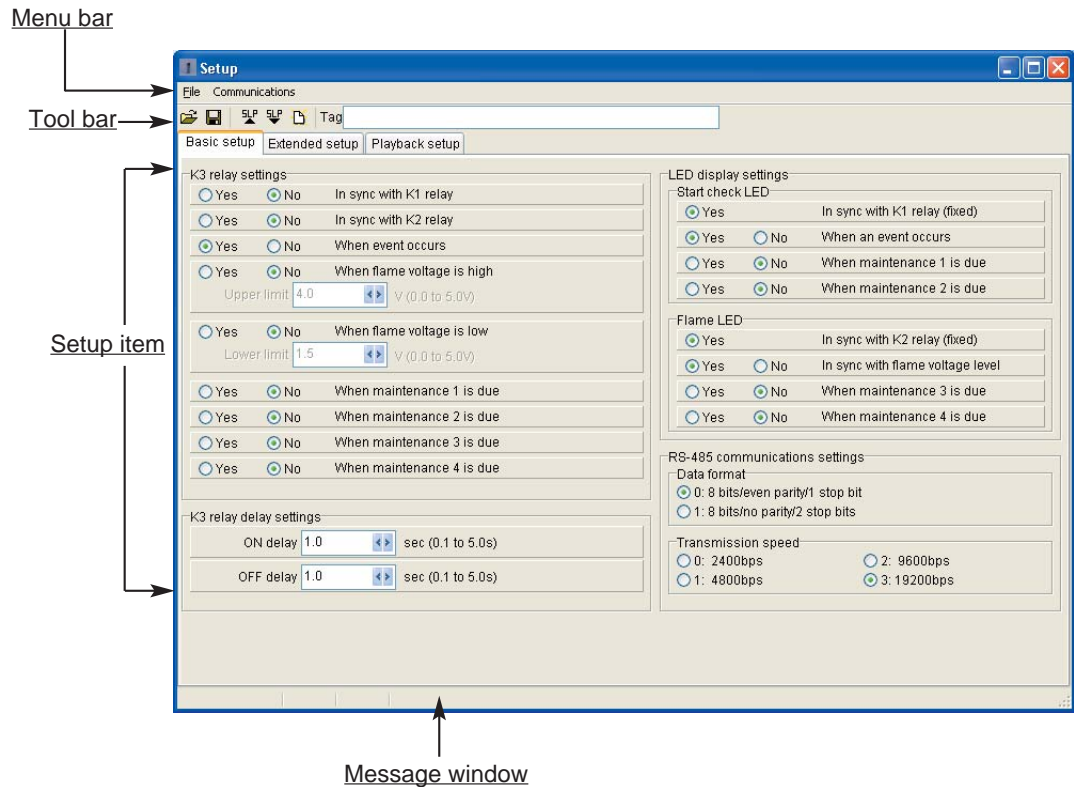 Menu bar
Setup
File Communications
Tool bar
SLP SLP Tag
Basic setup Extended setup Playback setup
Setup item
K3 relay settings
Yes No In sync with K1 relay
Yes No In sync with K2 relay
Yes No When event occurs
Yes No When flame voltage is high
Upper limit 4.0 V (0.0 to 5.0V)
Yes No When flame voltage is low
Lower limit 1.5 V (0.0 to 5.0V)
Yes No When maintenance 1 is due
Yes No When maintenance 2 is due
Yes No When maintenance 3 is due
Yes No When maintenance 4 is due
K3 relay delay settings
ON delay 1.0 sec (0.1 to 5.0s)
OFF delay 1.0 sec (0.1 to 5.0s)
LED display settings
Start check LED
Yes In sync with K1 relay (fixed)
Yes No When an event occurs
Yes No When maintenance 1 is due
Yes No When maintenance 2 is due
Flame LED
Yes In sync with K2 relay (fixed)
Yes No In sync with flame voltage level
Yes No When maintenance 3 is due
Yes No When maintenance 4 is due
RS-485 communications settings
Data format
0: 8 bits/even parity/1 stop bit
1: 8 bits/no parity/2 stop bits
Transmission speed
0: 2400bps 2: 9600bps
1: 4800bps 3: 19200bps
Message window